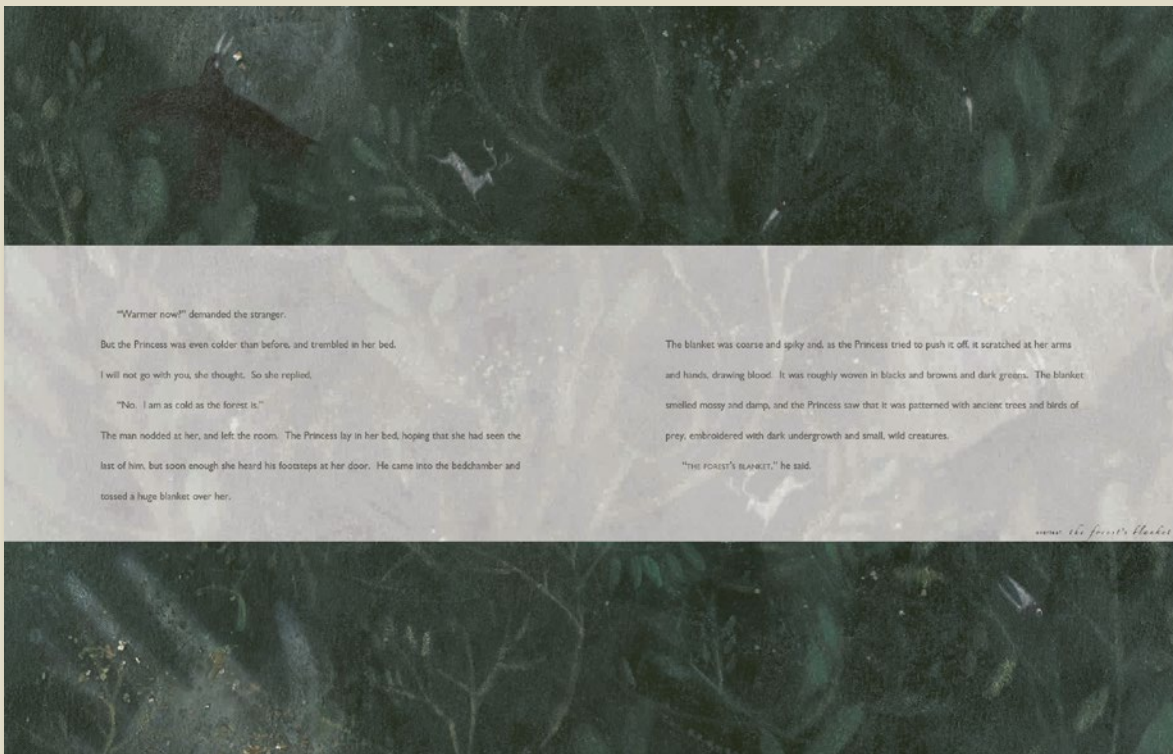 “Warmer now?” demanded the stranger.
But the Princess was even colder than before, and trembled in her bed.
I will not go with you, she thought.  So she replied,
“No.  I am as cold as the forest is.”
The man nodded at her, and left the room.  The Princess lay in her bed, hoping that she had seen the
last of him, but soon enough she heard his footsteps at her door.  He came into the bedchamber and
tossed a huge blanket over her.
The blanket was coarse and spiky and, as the Princess tried to push it off, it scratched at her arms
and hands, drawing blood.  It was roughly woven in blacks and browns and dark greens.  The blanket
smelled mossy and damp, and the Princess saw that it was patterned with ancient trees and birds of
prey, embroidered with dark undergrowth and small, wild creatures.
“THE FOREST’S BLANKET,” he said.
the forest's blanket